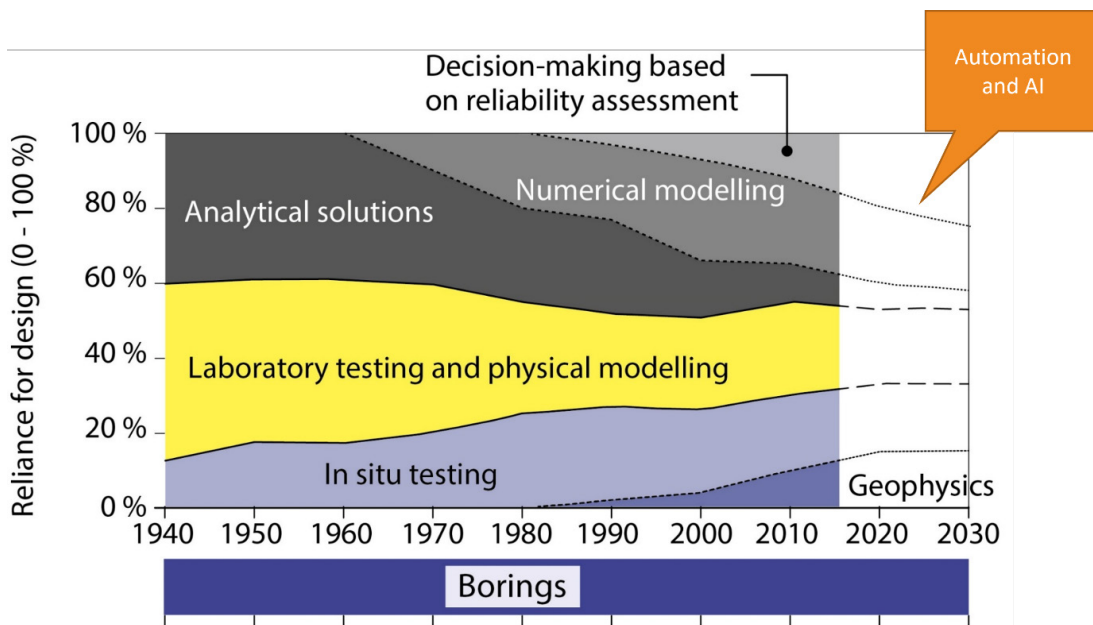 Automation
and AI
Decision-making based
on reliability assessment
Reliance for design (0 - 100 %)
100 %
80 %
60 %
40 %
20 %
0 %
Numerical modelling
Analytical solutions
Laboratory testing and physical modelling
In situ testing
Geophysics
1940 1950 1960 1970 1980 1990 2000 2010 2020 2030
Borings